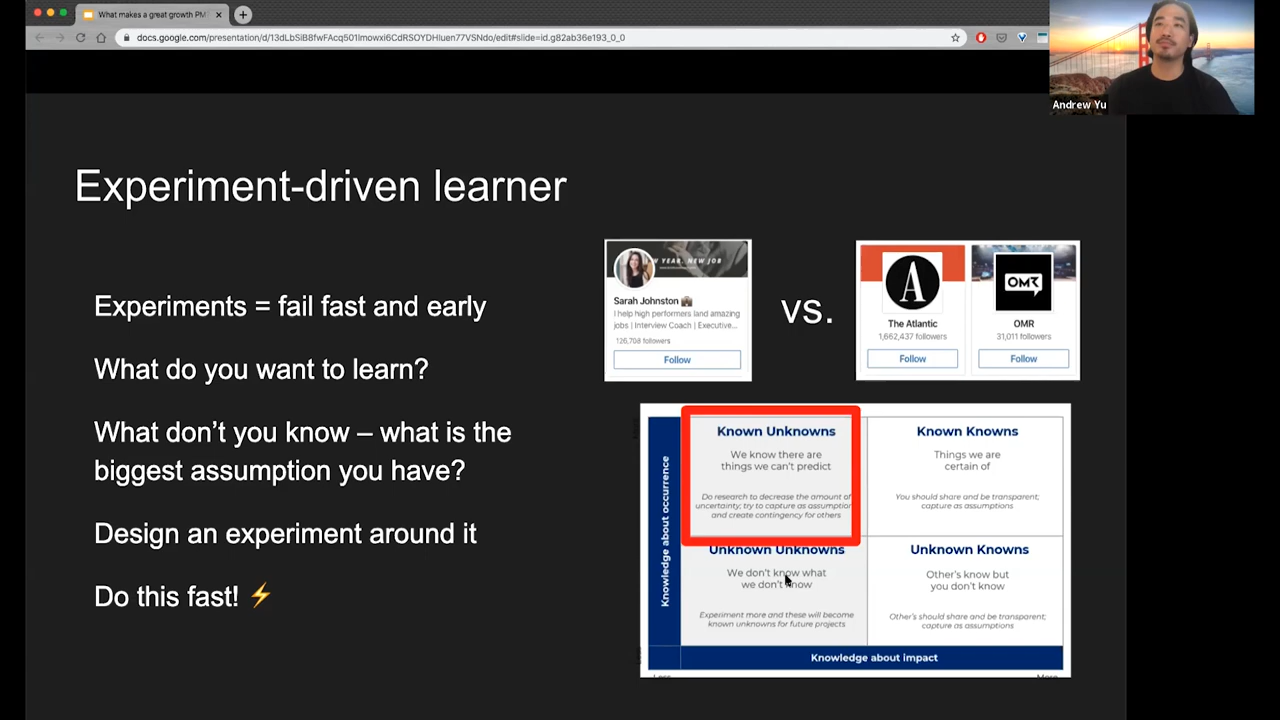 What makes a great growth PM
docs.google.com/presentation/d/13dLbSiB8fwFAcq501lmowxi6CdRSOYDHluen77VSNdo/edit#slide=id.g82ab36e193_0_0
Andrew Yu
Experiment-driven learner
Experiments = fail fast and early
What do you want to learn?
What don't you know – what is the
biggest assumption you have?
Design an experiment around it
Do this fast! ⚡
W YEAR. NEW JOB
Sarah Johnston
I help high performers land amazing
jobs | Interview Coach | Executive...
126,708 followers
Follow
vs.
A
The Atlantic
1,662,437 followers
Follow
OMR
OMR
31,011 followers
Follow
Knowledge about occurrence
Known Unknowns
We know there are
things we can't predict
Do research to decrease the amount of
uncertainty; try to capture as assumption
and create contingency for others
Known Knowns
Things we are
certain of
You should share and be transparent;
capture as assumptions
Unknown Unknowns
We don't know what
we don't know
Experiment more and these will become
known unknowns for future projects
Unknown Knowns
Other's know but
you don't know
Other's should share and be transparent;
capture as assumptions
Knowledge about impact